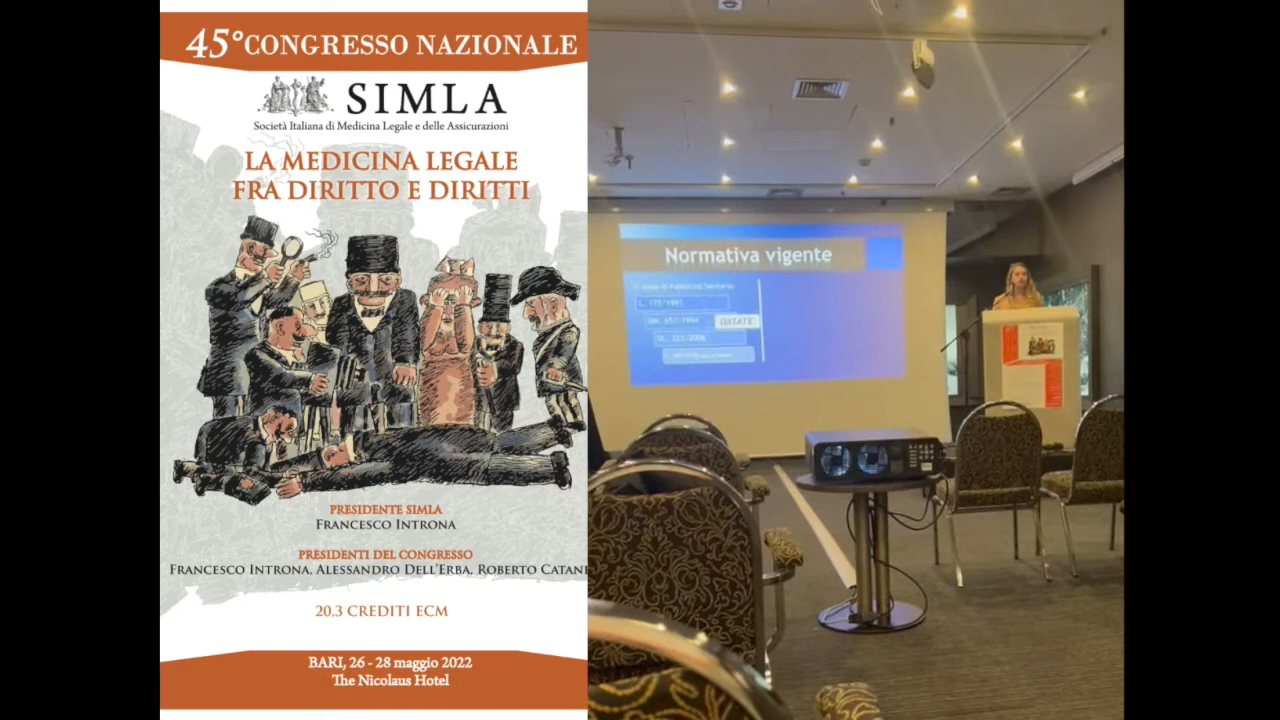 45° CONGRESSO NAZIONALE
SIMLA
Società Italiana di Medicina Legale e delle Assicurazioni
LA MEDICINA LEGALE
FRA DIRITTO E DIRITTI
PRESIDENTE SIMLA
FRANCESCO INTRONA
PRESIDENTI DEL CONGRESSO
FRANCESCO INTRONA, ALESSANDRO DELL'ERBA, ROBERTO CATANE
20,3 CREDITI ECM
BARI, 26 - 28 maggio 2022
The Nicolaus Hotel
Normativa vigente
Sanitaria
L. 175/1991
DATATE